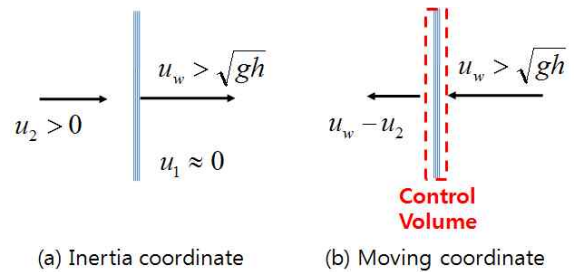 u_w > √gh
u_2 > 0
u_1 ≈ 0
(a) Inertia coordinate
u_w > √gh
u_w − u_2
Control
Volume
(b) Moving coordinate